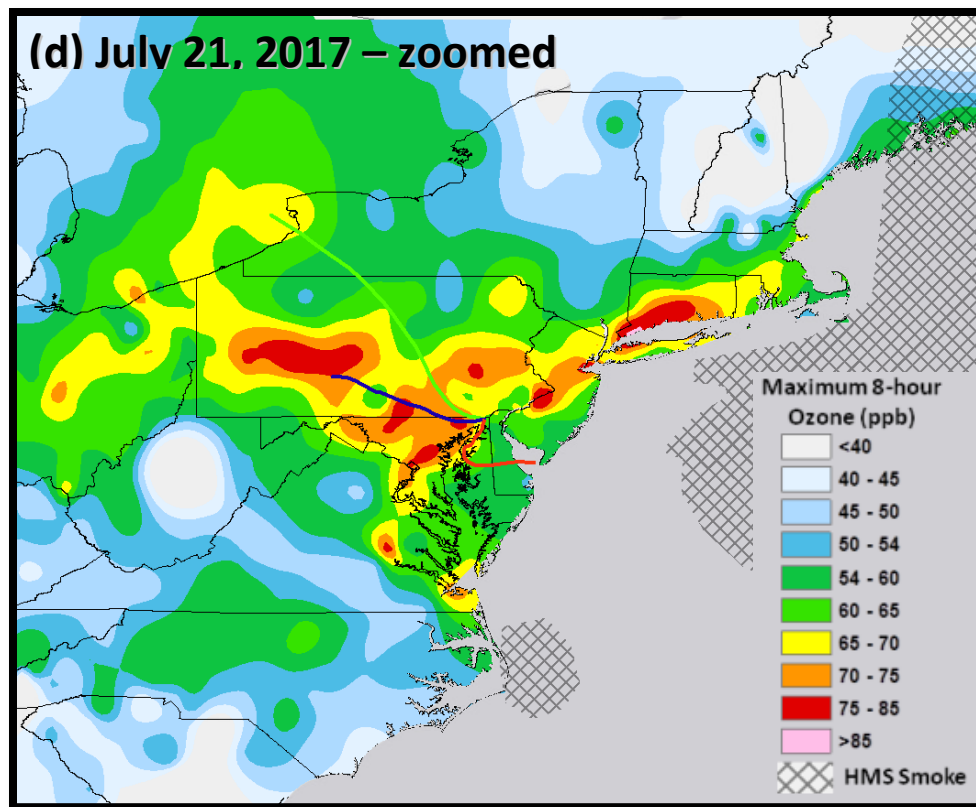 (d) July 21, 2017 – zoomed
Maximum 8-hour
Ozone (ppb)
<40
40 - 45
45 - 50
50 - 54
54 - 60
60 - 65
65 - 70
70 - 75
75 - 85
>85
HMS Smoke